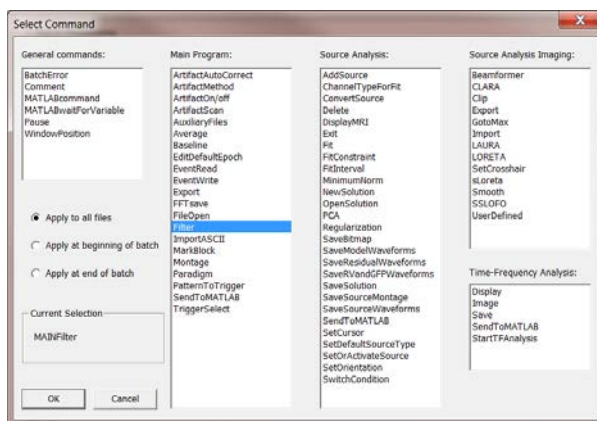 Select Command
General commands:
BatchError
Comment
MATLABcommand
MATLABwaitForVariable
Pause
WindowPosition
Apply to all files
Apply at beginning of batch
Apply at end of batch
Current Selection
MAINFilter
OK
Cancel
Main Program:
ArtifactAutoCorrect
ArtifactMethod
ArtifactOn/off
ArtifactScan
AuxiliaryFiles
Average
Baseline
EditDefaultEpoch
EventRead
EventWrite
Export
FFTsave
FileOpen
Filter
ImportASCII
MarkBlock
Montage
Paradigm
PatternToTrigger
SendToMATLAB
TriggerSelect
Source Analysis:
AddSource
ChannelTypeForFit
ConvertSource
Delete
DisplayMRI
Exit
Fit
FitConstraint
FitInterval
MinimumNorm
NewSolution
OpenSolution
PCA
Regularization
SaveBitmap
SaveModelWaveforms
SaveResidualWaveforms
SaveRVandGFPWaveforms
SaveSolution
SaveSourceMontage
SaveSourceWaveforms
SendToMATLAB
SetCursor
SetDefaultSourceType
SetOrActivateSource
SetOrientation
SwitchCondition
Source Analysis Imaging:
Beamformer
CLARA
Clip
Export
GotoMax
Import
LAURA
LORETA
SetCrosshair
sLoreta
Smooth
SSLOFO
UserDefined
Time-Frequency Analysis:
Display
Image
Save
SendToMATLAB
StartTFAnalysis